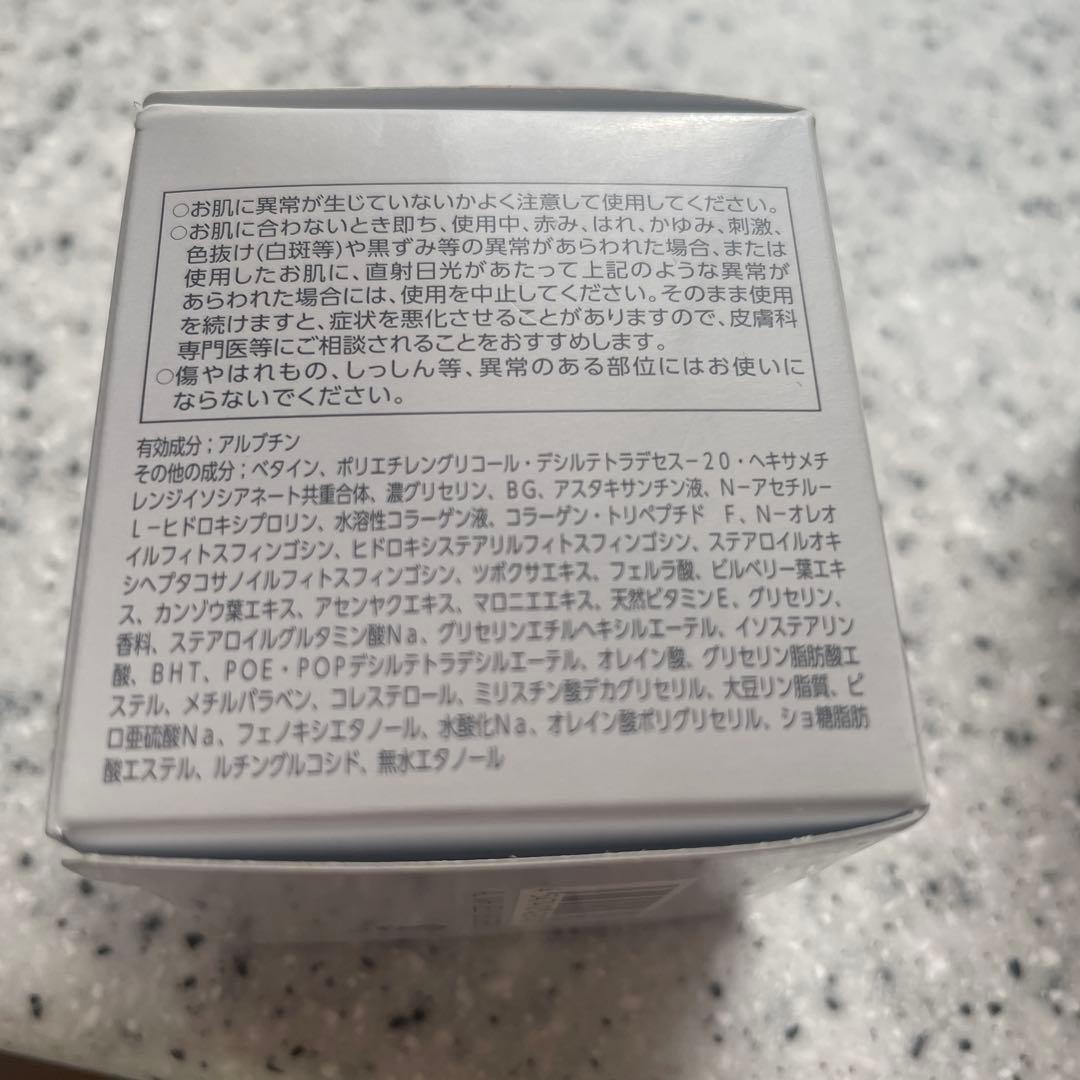 ○お肌に異常が生じていないかよく注意して使用してください。
○お肌に合わないとき即ち、使用中、赤み、はれ、かゆみ、刺激、
色抜け(白斑等)や黒ずみ等の異常があらわれた場合、または
使用したお肌に、直射日光があたって上記のような異常が
あらわれた場合には、使用を中止してください。そのまま使用
を続けますと、症状を悪化させることがありますので、皮膚科
専門医等にご相談されることをおすすめします。
○傷やはれもの、しっしん等、異常のある部位にはお使いに
ならないでください。
有効成分；アルブチン
その他の成分；ベタイン、ポリエチレングリコール・デシルテトラデセス－20・ヘキサメチ
レンジイソシアネート共重合体、濃グリセリン、BG、アスタキサンチン液、N－アセチル－
L－ヒドロキシプロリン、水溶性コラーゲン液、コラーゲン・トリペプチド F、N－オレオ
イルフィトスフィンゴシン、ヒドロキシステアリルフィトスフィンゴシン、ステアロイルオキ
シヘプタコサノイルフィトスフィンゴシン、ツボクサエキス、フェルラ酸、ビルベリー葉エキ
ス、カンゾウ葉エキス、アセンヤクエキス、マロニエエキス、天然ビタミンE、グリセリン、
香料、ステアロイルグルタミン酸Na、グリセリンエチルヘキシルエーテル、イソステアリン
酸、BHT、POE・POPデシルテトラデシルエーテル、オレイン酸、グリセリン脂肪酸エ
ステル、メチルパラベン、コレステロール、ミリスチン酸デカグリセリル、大豆リン脂質、ピ
ロ亜硫酸Na、フェノキシエタノール、水酸化Na、オレイン酸ポリグリセリル、ショ糖脂肪
酸エステル、ルチングルコシド、無水エタノール